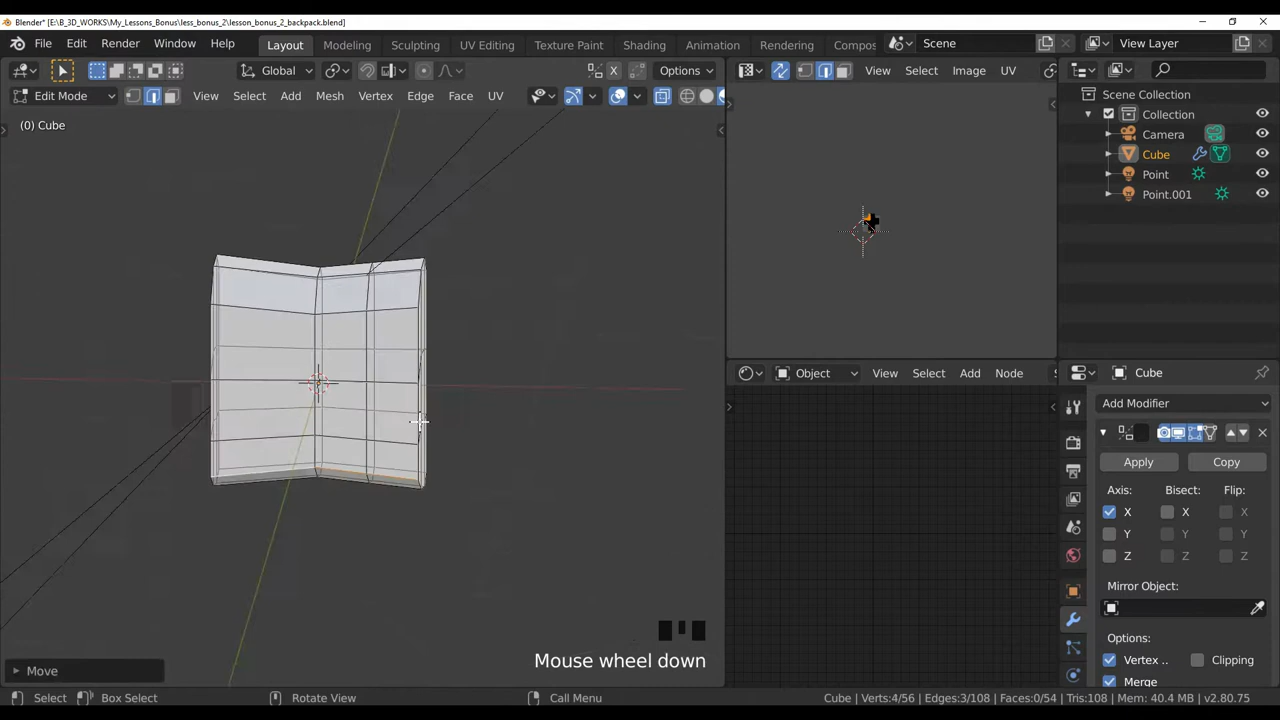 Blender* [E:\B_3D_WORKS\My_Lessons_Bonus\less_bonus_2\lesson_bonus_2_backpack.blend]
File Edit Render Window Help Layout Modeling Sculpting UV Editing Texture Paint Shading Animation Rendering Compos Scene View Layer
Global X Options View Select Image UV
Edit Mode View Select Add Mesh Vertex Edge Face UV Scene Collection
(0) Cube
Collection
Camera
Cube
Point
Point.001
Object View Select Add Node Cube
Add Modifier
Apply Copy
Axis: Bisect: Flip:
X X X
Y Y Y
Z Z Z
Mirror Object:
Options:
Vertex .. Clipping
Merge
Mouse wheel down
Move
Select Box Select Rotate View Call Menu Cube | Verts:4/56 | Edges:3/108 | Faces:0/54 | Tris:108 | Mem: 40.4 MB | v2.80.75